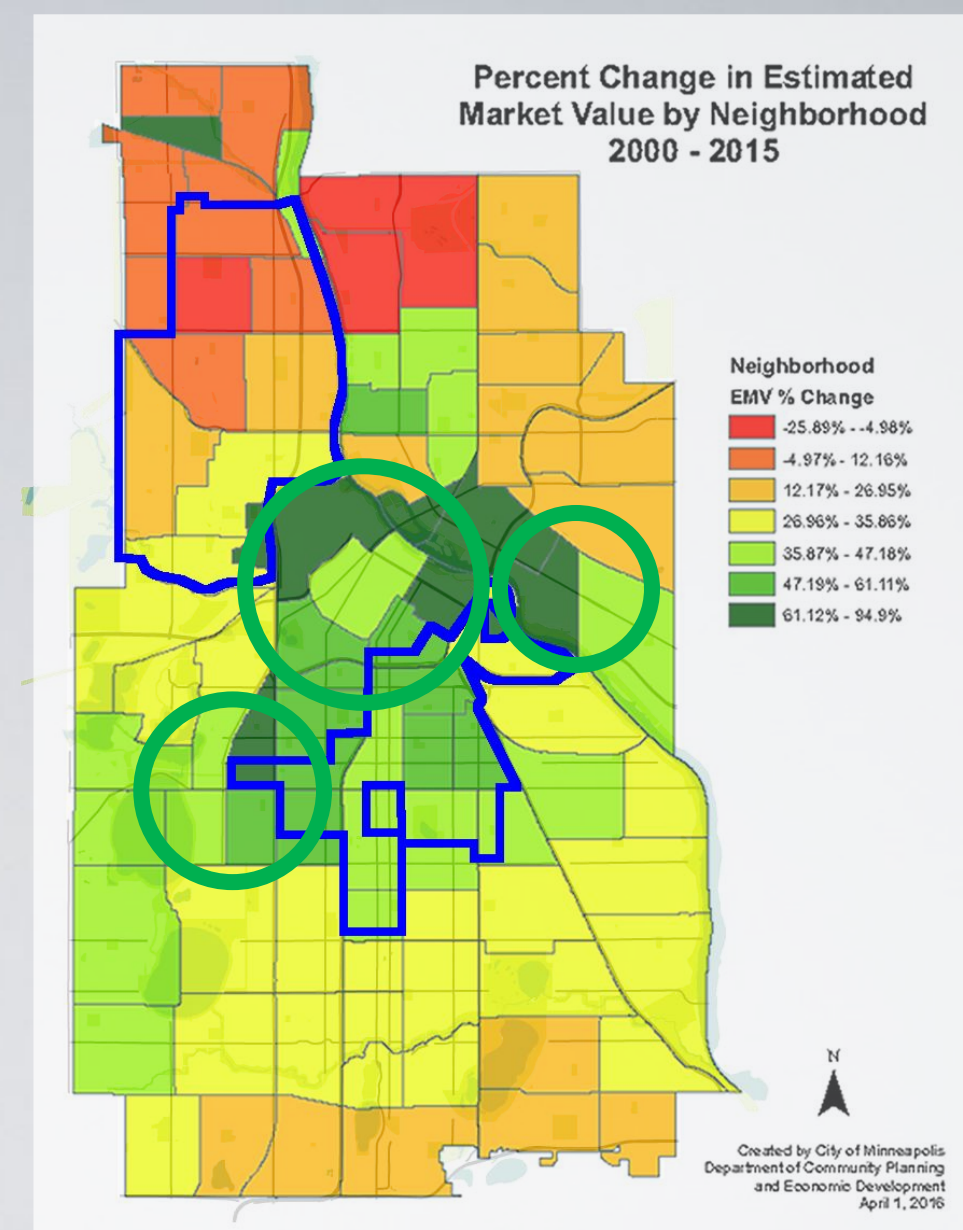 Percent Change in Estimated
Market Value by Neighborhood
2000 - 2015
Neighborhood
EMV % Change
-25.89% - -4.98%
-4.97% - 12.16%
12.17% - 26.95%
26.96% - 35.86%
35.87% - 47.18%
47.19% - 61.11%
61.12% - 94.9%
N
Created by City of Minneapolis
Department of Community Planning
and Economic Development
April 1, 2016